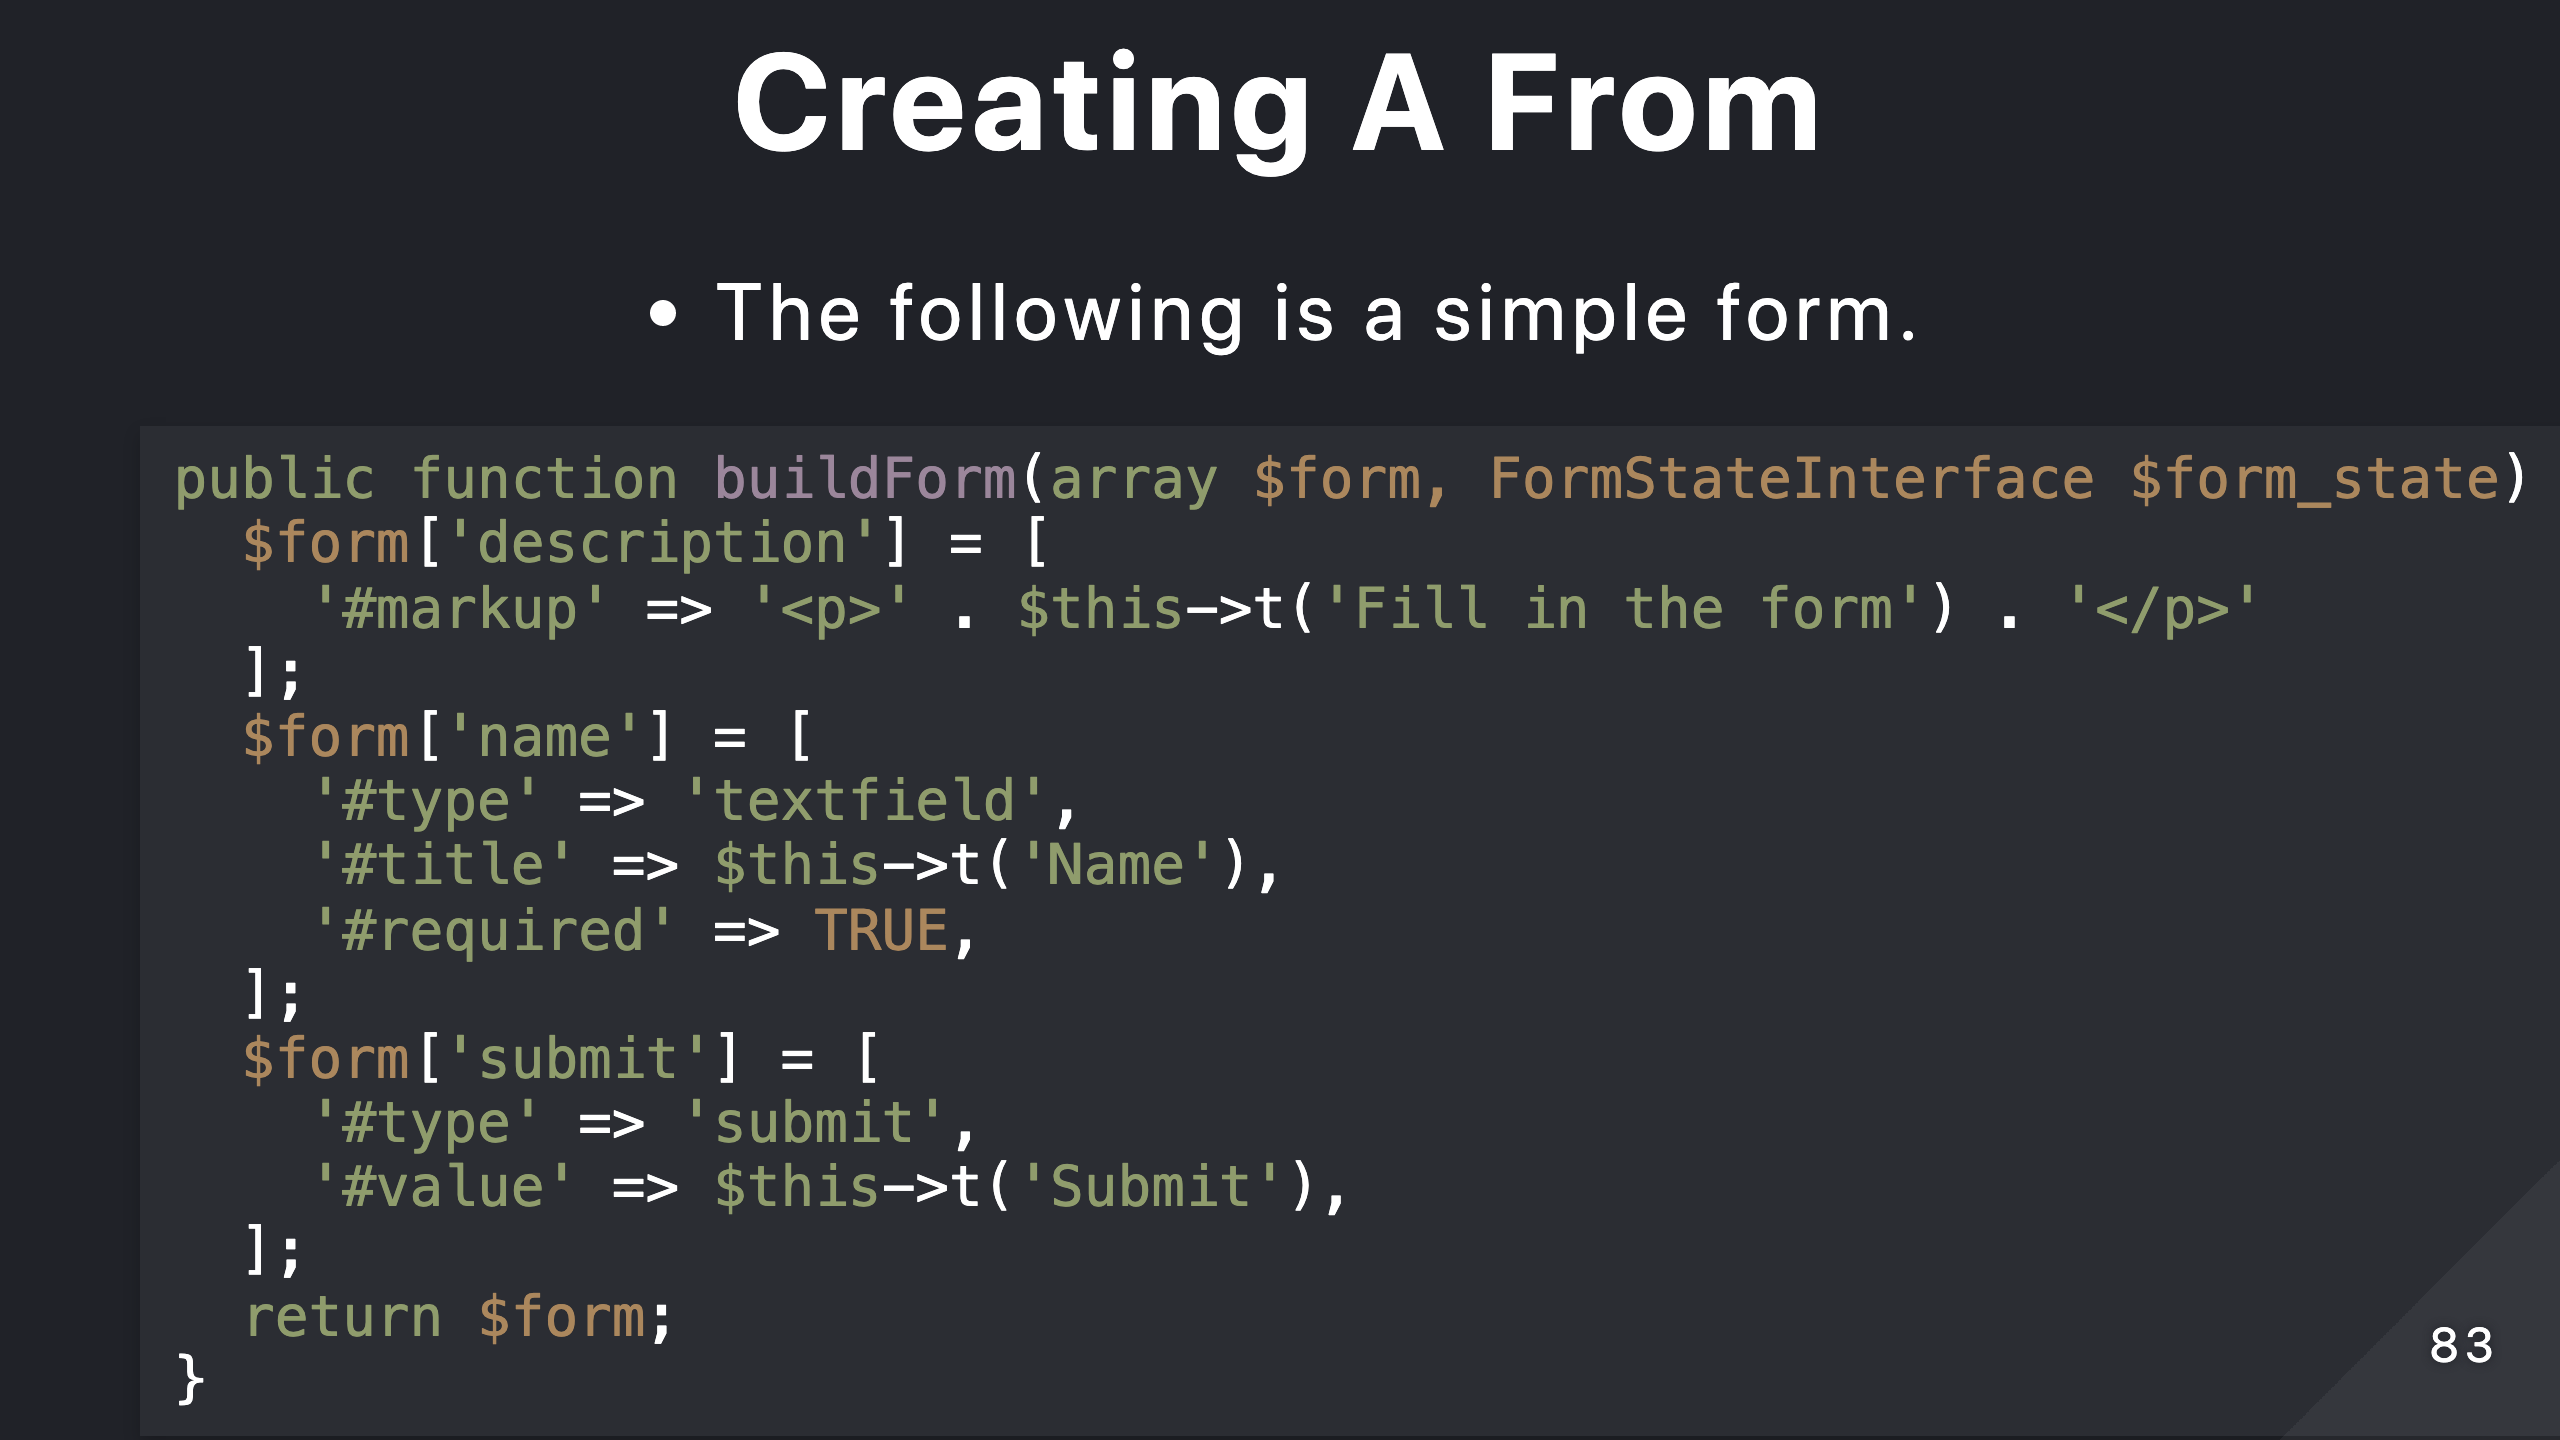 Creating A From
• The following is a simple form.
public function buildForm(array $form, FormStateInterface $form_state)
  $form['description'] = [
    '#markup' => '<p>' . $this->t('Fill in the form') . '</p>'
  ];
  $form['name'] = [
    '#type' => 'textfield',
    '#title' => $this->t('Name'),
    '#required' => TRUE,
  ];
  $form['submit'] = [
    '#type' => 'submit',
    '#value' => $this->t('Submit'),
  ];
  return $form;
}
83